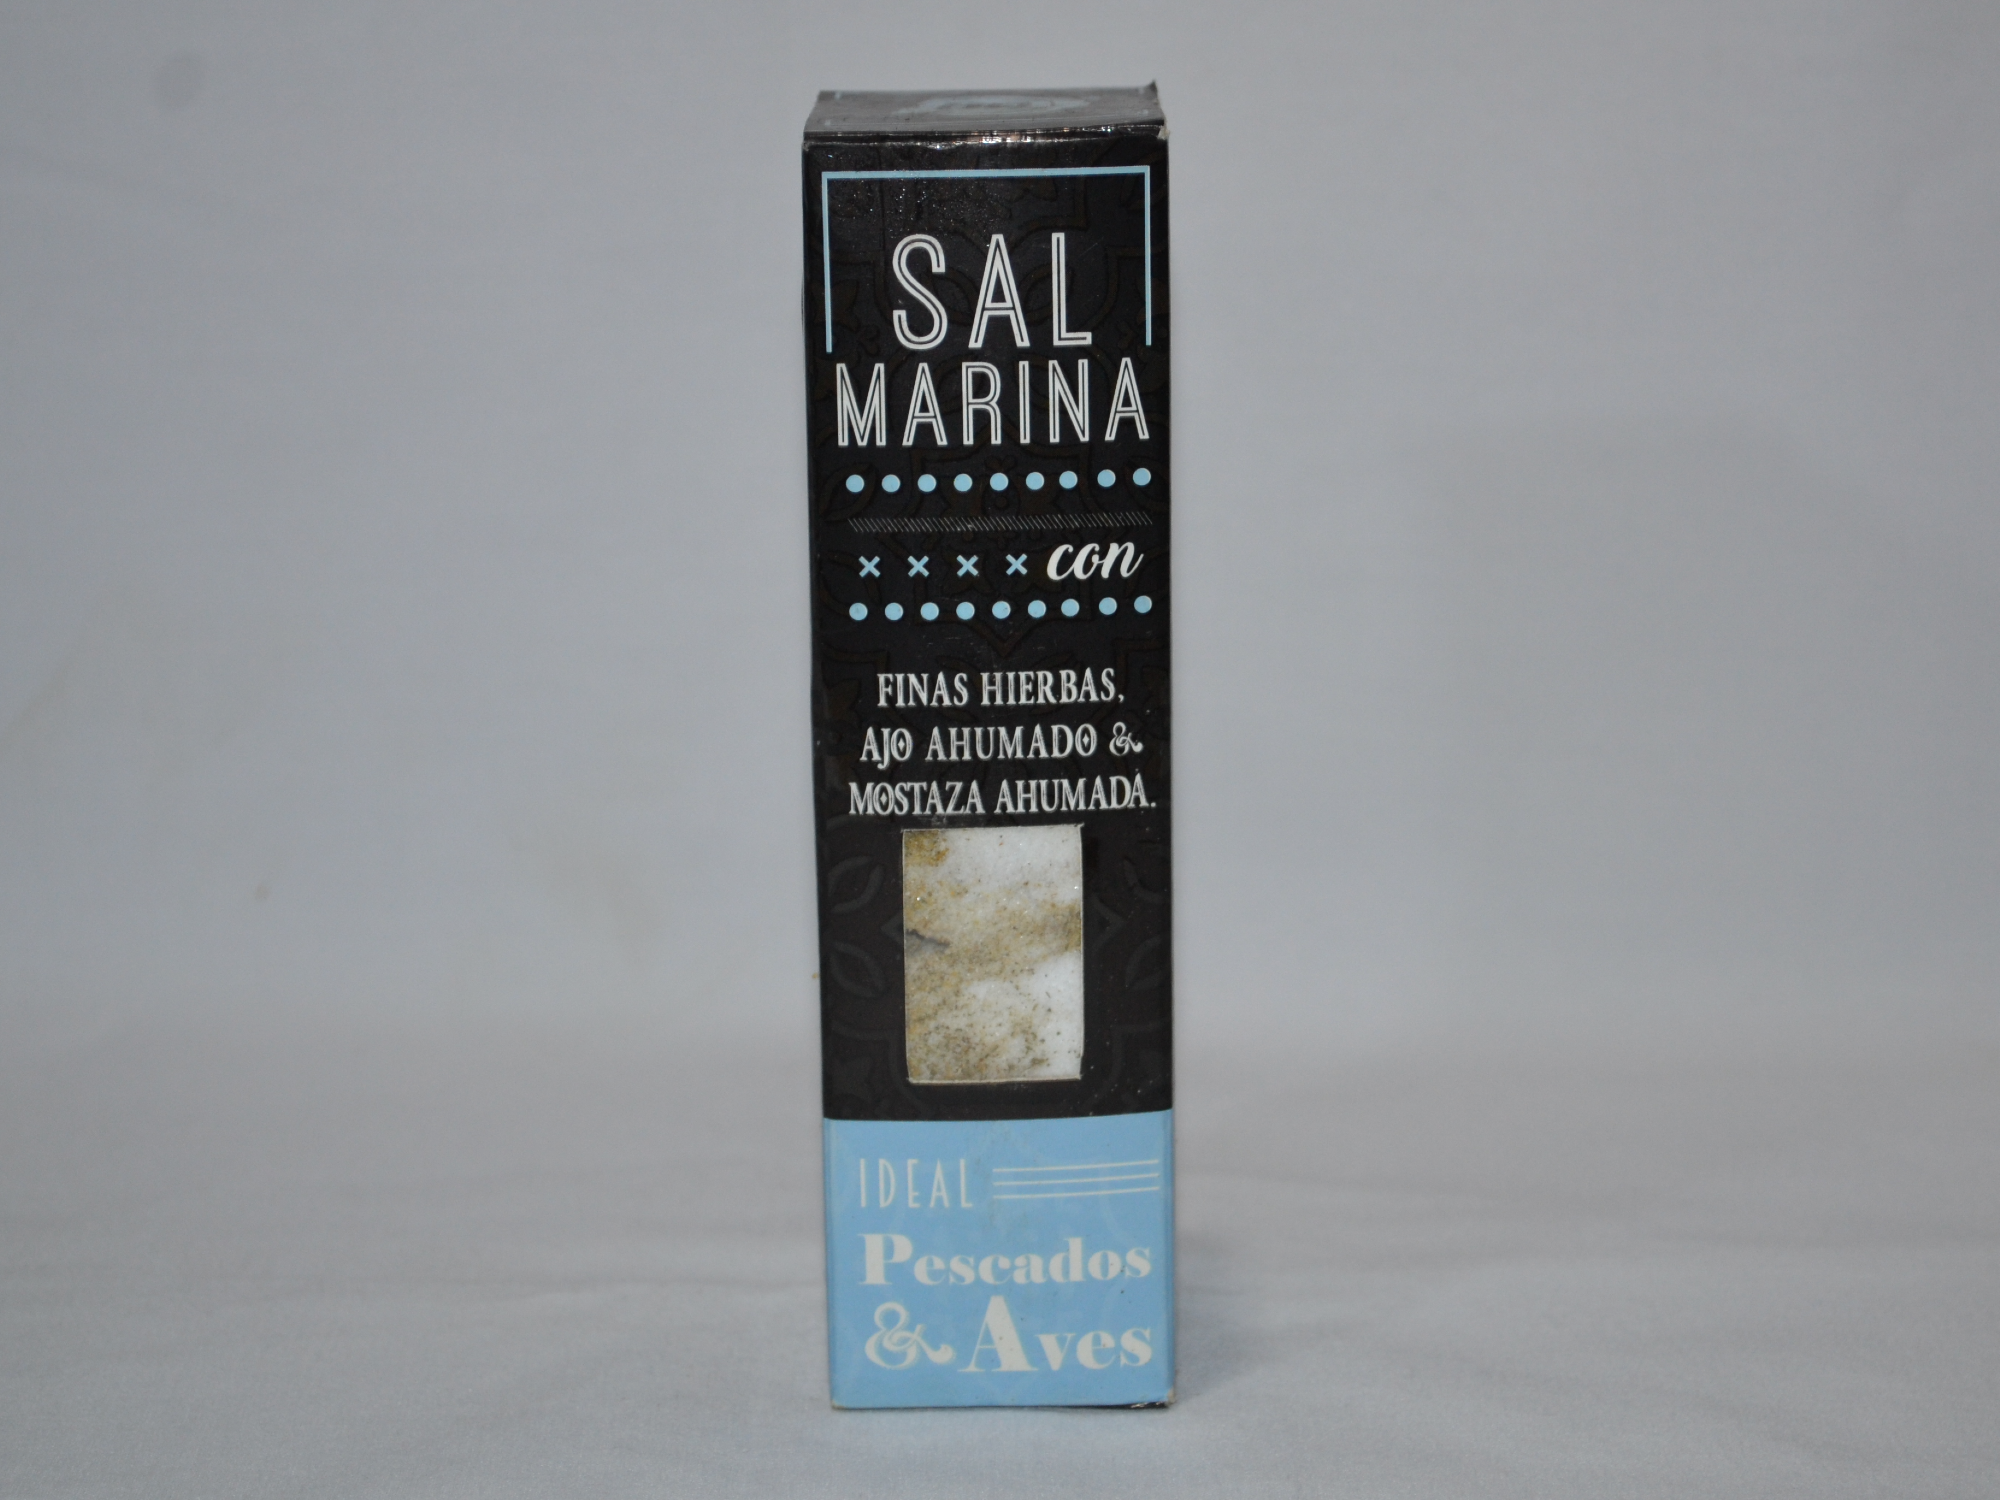 SAL
MARINA
con
FINAS HIERBAS,
AJO AHUMADO &
MOSTAZA AHUMADA.
IDEAL
Pescados
& Aves